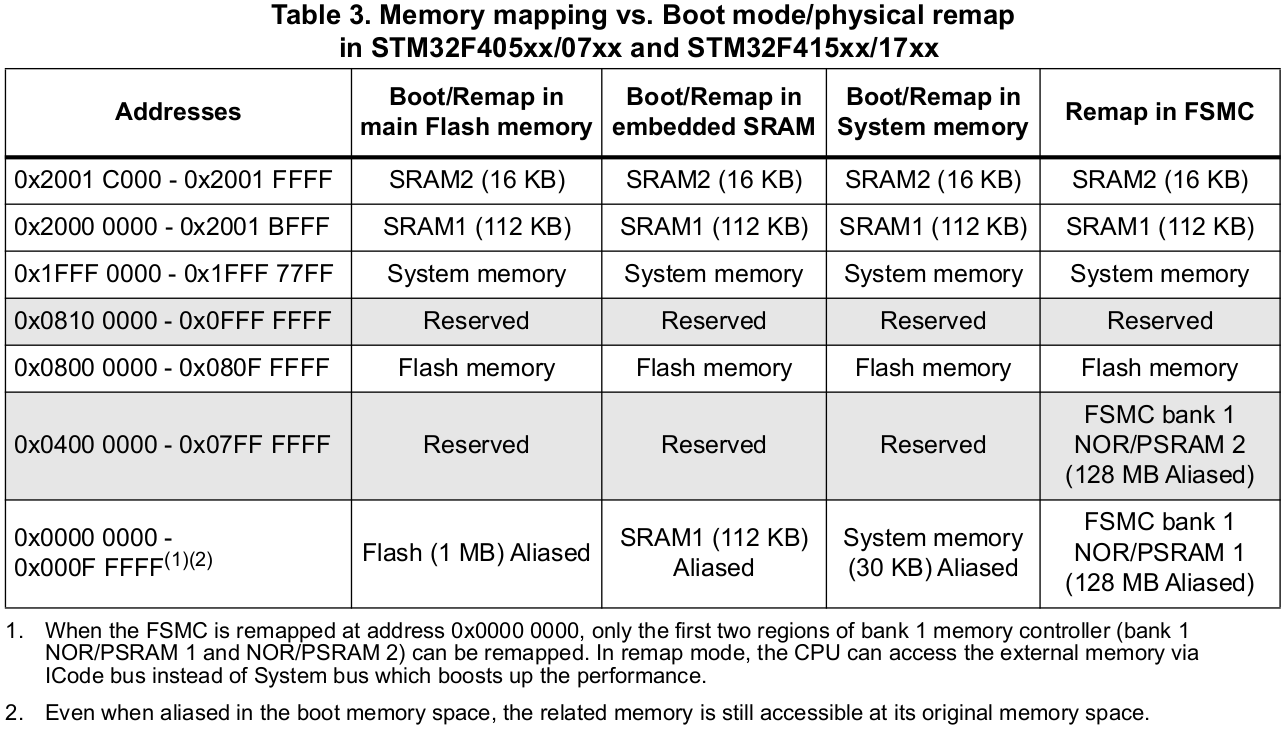 Table 3. Memory mapping vs. Boot mode/physical remap
in STM32F405xx/07xx and STM32F415xx/17xx
Addresses
Boot/Remap in
main Flash memory
Boot/Remap in
embedded SRAM
Boot/Remap in
System memory
Remap in FSMC
0x2001 C000 - 0x2001 FFFF
SRAM2 (16 KB)
SRAM2 (16 KB)
SRAM2 (16 KB)
SRAM2 (16 KB)
0x2000 0000 - 0x2001 BFFF
SRAM1 (112 KB)
SRAM1 (112 KB)
SRAM1 (112 KB)
SRAM1 (112 KB)
0x1FFF 0000 - 0x1FFF 77FF
System memory
System memory
System memory
System memory
0x0810 0000 - 0x0FFF FFFF
Reserved
Reserved
Reserved
Reserved
0x0800 0000 - 0x080F FFFF
Flash memory
Flash memory
Flash memory
Flash memory
0x0400 0000 - 0x07FF FFFF
Reserved
Reserved
Reserved
FSMC bank 1
NOR/PSRAM 2
(128 MB Aliased)
0x0000 0000 -
0x000F FFFF(1)(2)
Flash (1 MB) Aliased
SRAM1 (112 KB)
Aliased
System memory
(30 KB) Aliased
FSMC bank 1
NOR/PSRAM 1
(128 MB Aliased)
1. When the FSMC is remapped at address 0x0000 0000, only the first two regions of bank 1 memory controller (bank 1
NOR/PSRAM 1 and NOR/PSRAM 2) can be remapped. In remap mode, the CPU can access the external memory via
ICode bus instead of System bus which boosts up the performance.
2. Even when aliased in the boot memory space, the related memory is still accessible at its original memory space.